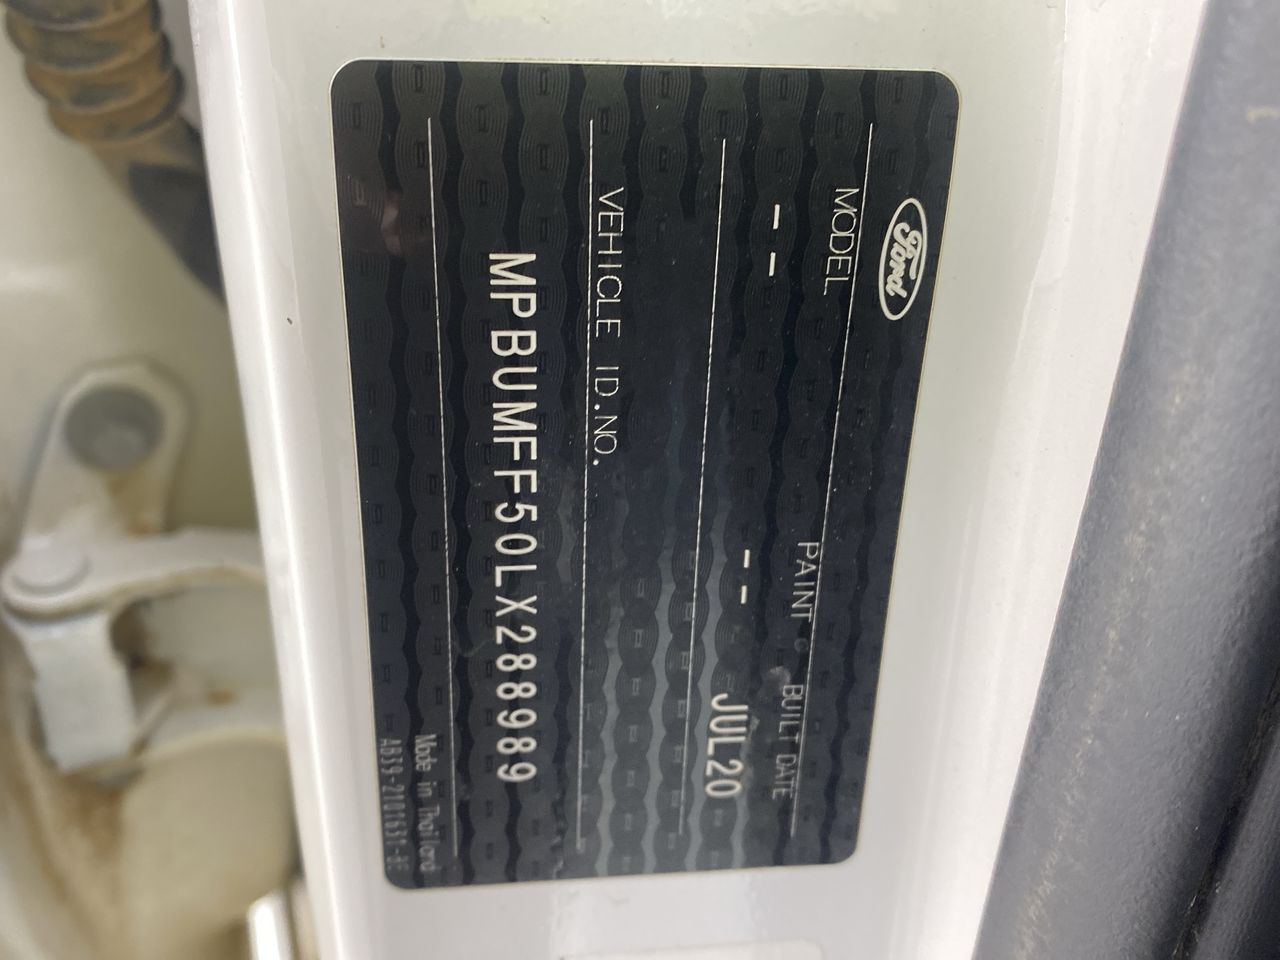 Ford
MODEL PAINT BUILT DATE
-- -- JUL20
VEHICLE ID.NO.
MPBUMFF50LX288989
Made in Thailand